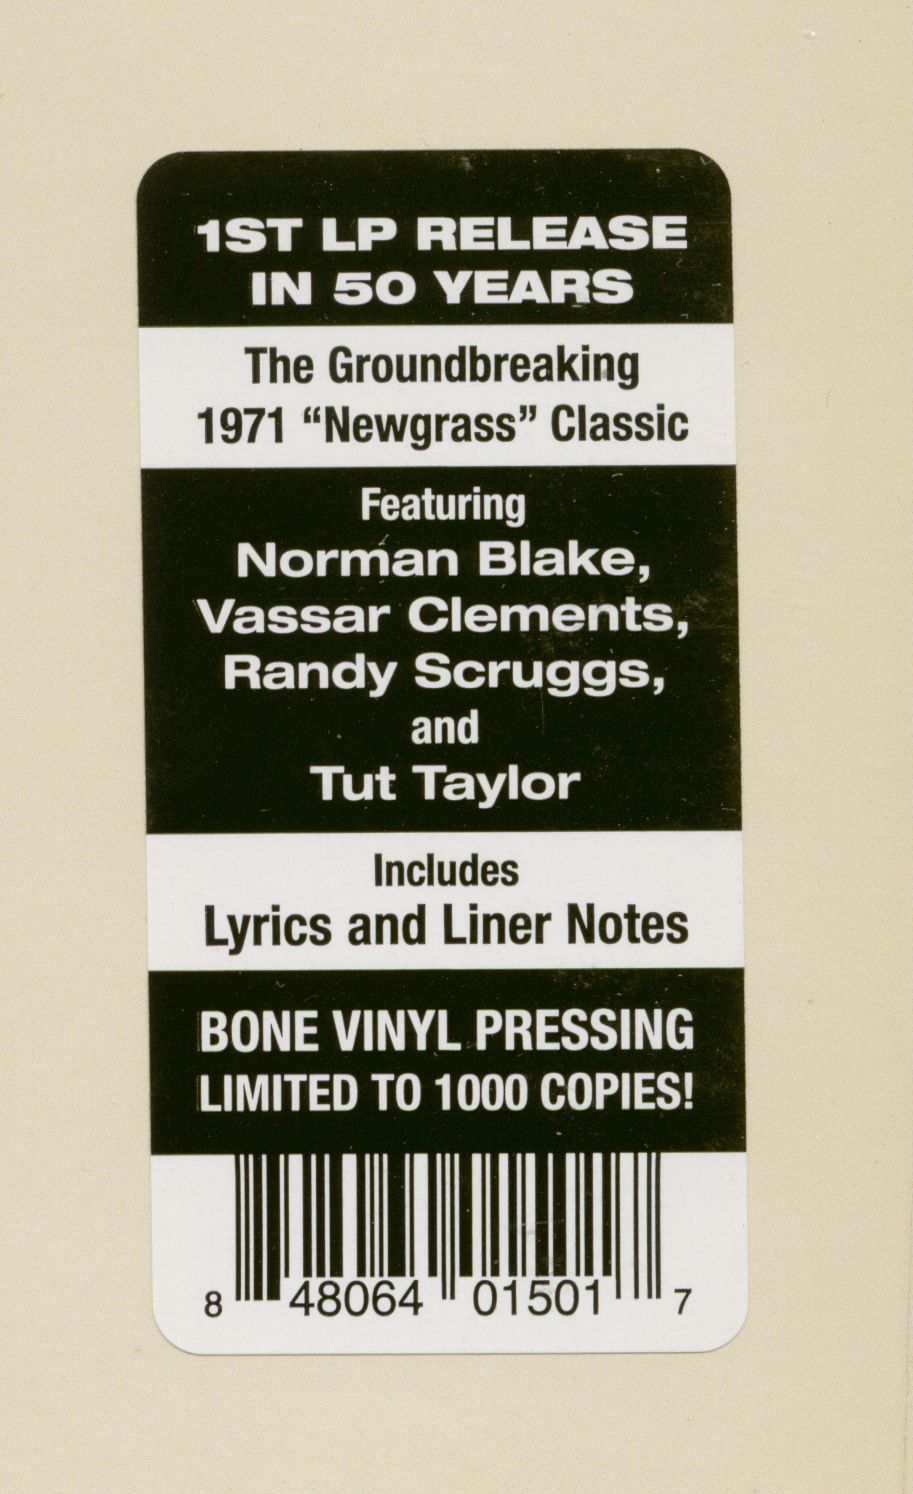 1ST LP RELEASE
IN 50 YEARS
The Groundbreaking
1971 “Newgrass” Classic
Featuring
Norman Blake,
Vassar Clements,
Randy Scruggs,
and
Tut Taylor
Includes
Lyrics and Liner Notes
BONE VINYL PRESSING
LIMITED TO 1000 COPIES!
8 48064 01501 7